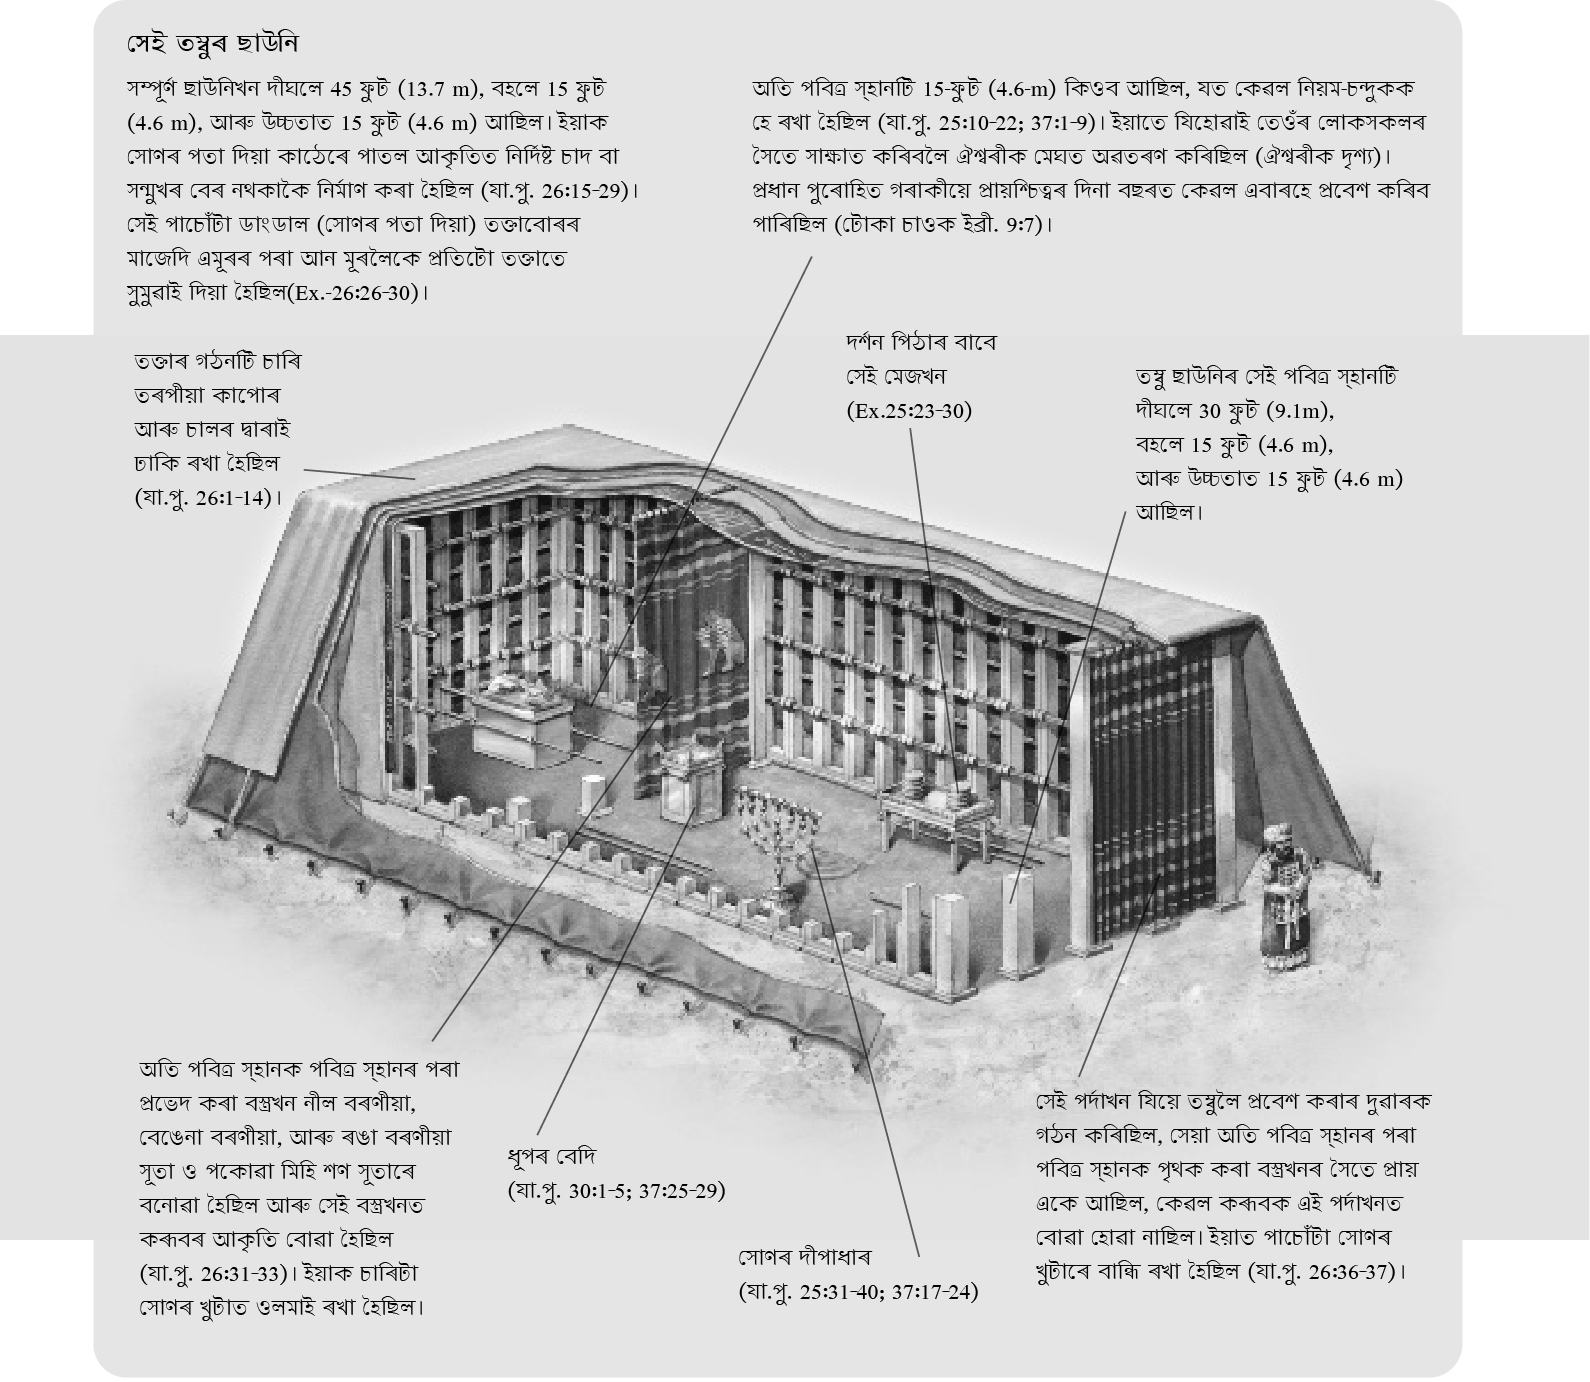 সেই তম্বুৰ ছাউনি
সম্পূৰ্ণ ছাউনিখন দীঘলে 45 ফুট (13.7 m), বহলে 15 ফুট
(4.6 m), আৰু উচ্চতাত 15 ফুট (4.6 m) আছিল। ইয়াক
সোণৰ পতা দিয়া কাঠেৰে পাতল আকৃতিত নিৰ্দিষ্ট চাদ বা
সন্মুখৰ বেৰ নথকাকৈ নিৰ্মাণ কৰা হৈছিল (যা.পু. 26:15-29)।
সেই পাচোঁটা ডাংডাল (সোণৰ পতা দিয়া) তক্তাবোৰৰ
মাজেদি এমূৰৰ পৰা আন মূৰলৈকে প্ৰতিটো তক্তাতে
সুমুৱাই দিয়া হৈছিল(Ex.-26:26-30)।
অতি পবিত্ৰ স্হানটি 15-ফুট (4.6-m) কিওব আছিল, যত কেৱল নিয়ম-চন্দুকক
হে ৰখা হৈছিল (যা.পু. 25:10-22; 37:1-9)। ইয়াতে যিহোৱাই তেওঁৰ লোকসকলৰ
সৈতে সাক্ষাত কৰিবলৈ ঐশ্বৰীক মেঘত অৱতৰণ কৰিছিল (ঐশ্বৰীক দৃশ্য)।
প্ৰধান পুৰোহিত গৰাকীয়ে প্ৰায়শ্চিত্বৰ দিনা বছৰত কেৱল এবাৰহে প্ৰবেশ কৰিব
পাৰিছিল (টোকা চাওক ইব্ৰী. 9:7)।
তক্তাৰ গঠনটি চাৰি
তৰপীয়া কাপোৰ
আৰু চালৰ দ্বাৰাই
ঢাকি ৰখা হৈছিল
(যা.পু. 26:1-14)।
দৰ্শন পিঠাৰ বাবে
সেই মেজখন
(Ex.25:23-30)
তম্বু ছাউনিৰ সেই পবিত্ৰ স্হানটি
দীঘলে 30 ফুট (9.1m),
বহলে 15 ফুট (4.6 m),
আৰু উচ্চতাত 15 ফুট (4.6 m)
আছিল।
অতি পবিত্ৰ স্হানক পবিত্ৰ স্হানৰ পৰা
প্ৰভেদ কৰা বস্ত্ৰখন নীল বৰণীয়া,
বেঙেনা বৰণীয়া, আৰু ৰঙা বৰণীয়া
সূতা ও পকোৱা মিহি শণ সূতাৰে
বনোৱা হৈছিল আৰু সেই বস্ত্ৰখনত
কৰূবৰ আকৃতি বোৱা হৈছিল
(যা.পু. 26:31-33)। ইয়াক চাৰিটা
সোণৰ খুটাত ওলমাই ৰখা হৈছিল।
ধূপৰ বেদি
(যা.পু. 30:1-5; 37:25-29)
সোণৰ দীপাধাৰ
(যা.পু. 25:31-40; 37:17-24)
সেই পৰ্দাখন যিয়ে তম্বুলৈ প্ৰবেশ কৰাৰ দুৱাৰক
গঠন কৰিছিল, সেয়া অতি পবিত্ৰ স্হানৰ পৰা
পবিত্ৰ স্হানক পৃথক কৰা বস্ত্ৰখনৰ সৈতে প্ৰায়
একে আছিল, কেৱল কৰূবক এই পৰ্দাখনত
বোৱা হোৱা নাছিল। ইয়াত পাচোঁটা সোণৰ
খুটাৰে বান্ধি ৰখা হৈছিল (যা.পু. 26:36-37)।